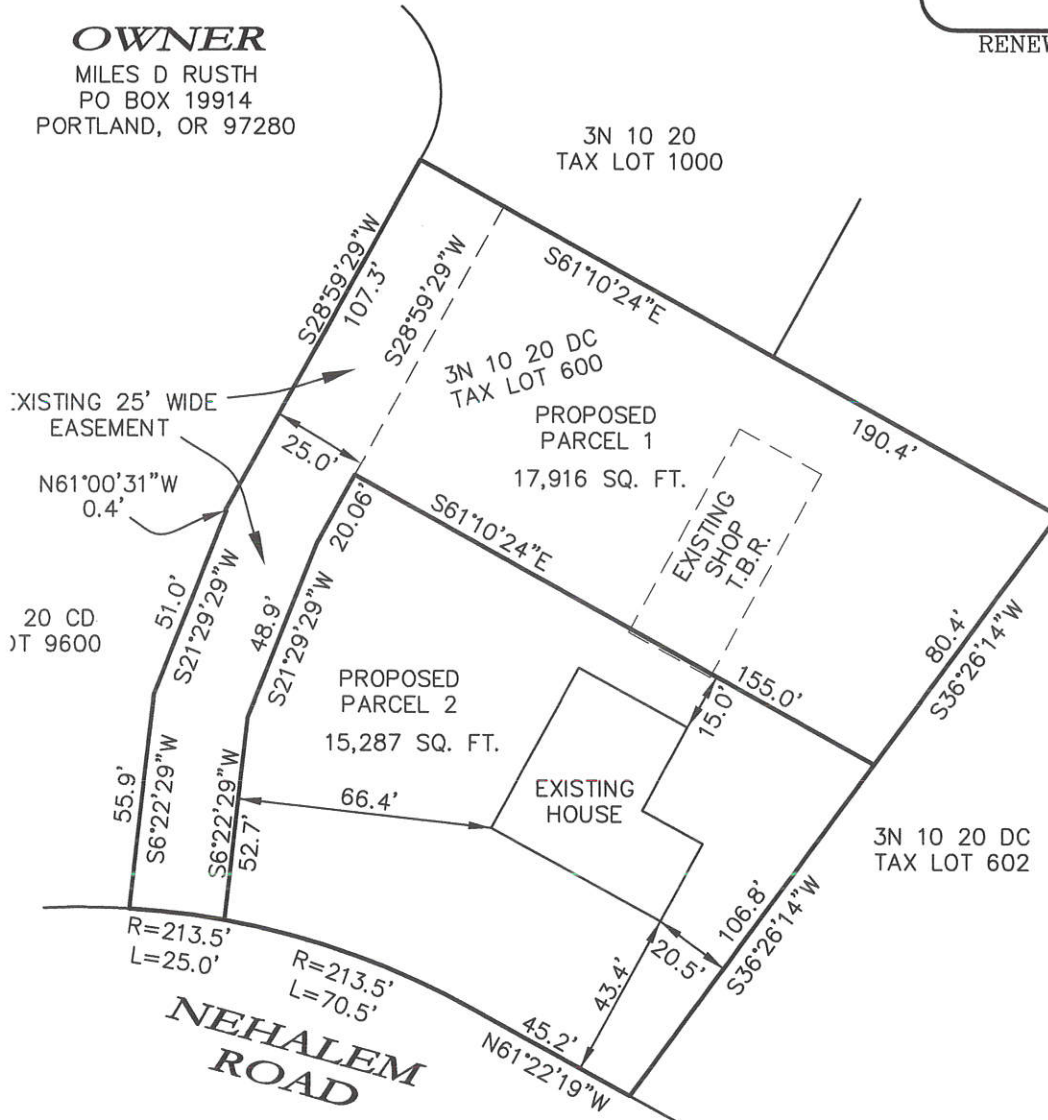 OWNER
MILES D RUSTH
PO BOX 19914
PORTLAND, OR 97280
3N 10 20
TAX LOT 1000
S28°59'29"W
107.3'
S28°59'29"W
S61°10'24"E
190.4'
3N 10 20 DC
TAX LOT 600
PROPOSED
PARCEL 1
17,916 SQ. FT.
EXISTING
SHOP
T.B.R.
EXISTING 25' WIDE
EASEMENT
25.0'
N61°00'31"W
0.4'
20.06'
S61°10'24"E
155.0'
80.4'
S36°26'14"W
51.0'
S21°29'29"W
48.9'
S21°29'29"W
20 CD
9600
PROPOSED
PARCEL 2
15,287 SQ. FT.
15.0'
EXISTING
HOUSE
66.4'
55.9'
S6°22'29"W
S6°22'29"W
52.7'
3N 10 20 DC
TAX LOT 602
106.8'
S36°26'14"W
20.5'
43.4'
R=213.5'
L=25.0'
R=213.5'
L=70.5'
45.2'
N61°22'19"W
NEHALEM
ROAD